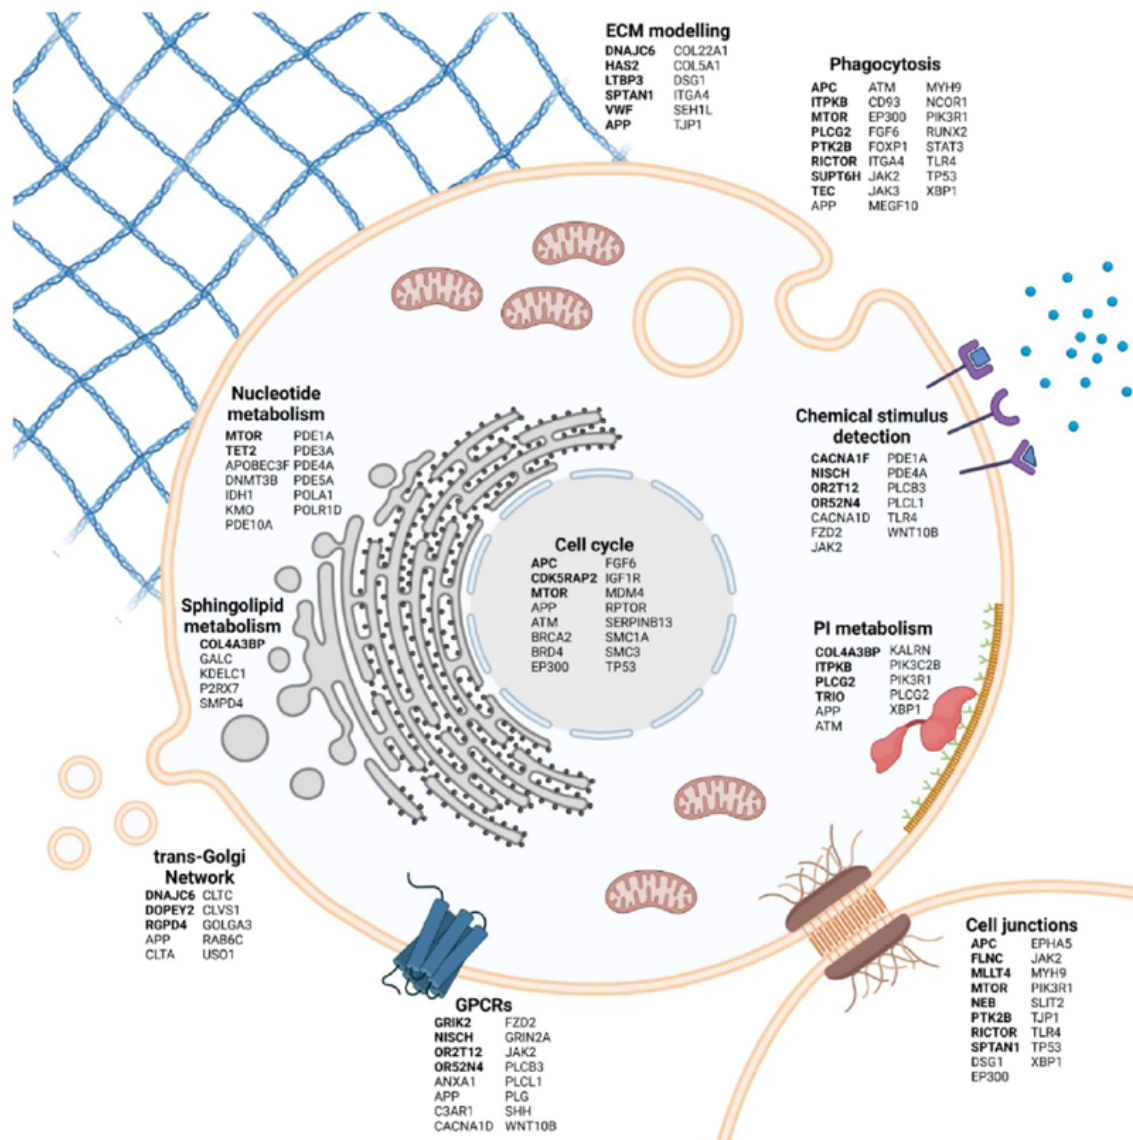 ECM modelling
DNAJC6 COL22A1
HAS2 COL5A1
LTBP3 DSG1
SPTAN1 ITGA4
VWF SEH1L
APP TJP1
Phagocytosis
APC ATM MYH9
ITPKB CD93 NCOR1
MTOR EP300 PIK3R1
PLCG2 FGF6 RUNX2
PTK2B FOXP1 STAT3
RICTOR ITGA4 TLR4
SUPT6H JAK2 TP53
TEC JAK3 XBP1
APP MEGF10
Nucleotide
metabolism
MTOR PDE1A
TET2 PDE3A
APOBEC3F PDE4A
DNMT3B PDE5A
IDH1 POLA1
KMO POLR1D
PDE10A
Chemical stimulus
detection
CACNA1F PDE1A
NISCH PDE4A
OR2T12 PLCB3
OR52N4 PLCL1
CACNA1D TLR4
FZD2 WNT10B
JAK2
Cell cycle
APC FGF6
CDK5RAP2 IGF1R
MTOR MDM4
APP RPTOR
ATM SERPINB13
BRCA2 SMC1A
BRD4 SMC3
EP300 TP53
Sphingolipid
metabolism
COL4A3BP
GALC
KDELC1
P2RX7
SMPD4
PI metabolism
COL4A3BP KALRN
ITPKB PIK3C2B
PLCG2 PIK3R1
TRIO PLCG2
APP XBP1
ATM
trans-Golgi
Network
DNAJC6 CLTC
DOPEY2 CLVS1
RGPD4 GOLGA3
APP RAB6C
CLTA USO1
GPCRs
GRIK2 FZD2
NISCH GRIN2A
OR2T12 JAK2
OR52N4 PLCB3
ANXA1 PLCL1
APP PLG
C3AR1 SHH
CACNA1D WNT10B
Cell junctions
APC EPHA5
FLNC JAK2
MLLT4 MYH9
MTOR PIK3R1
NEB SLIT2
PTK2B TJP1
RICTOR TLR4
SPTAN1 TP53
DSG1 XBP1
EP300